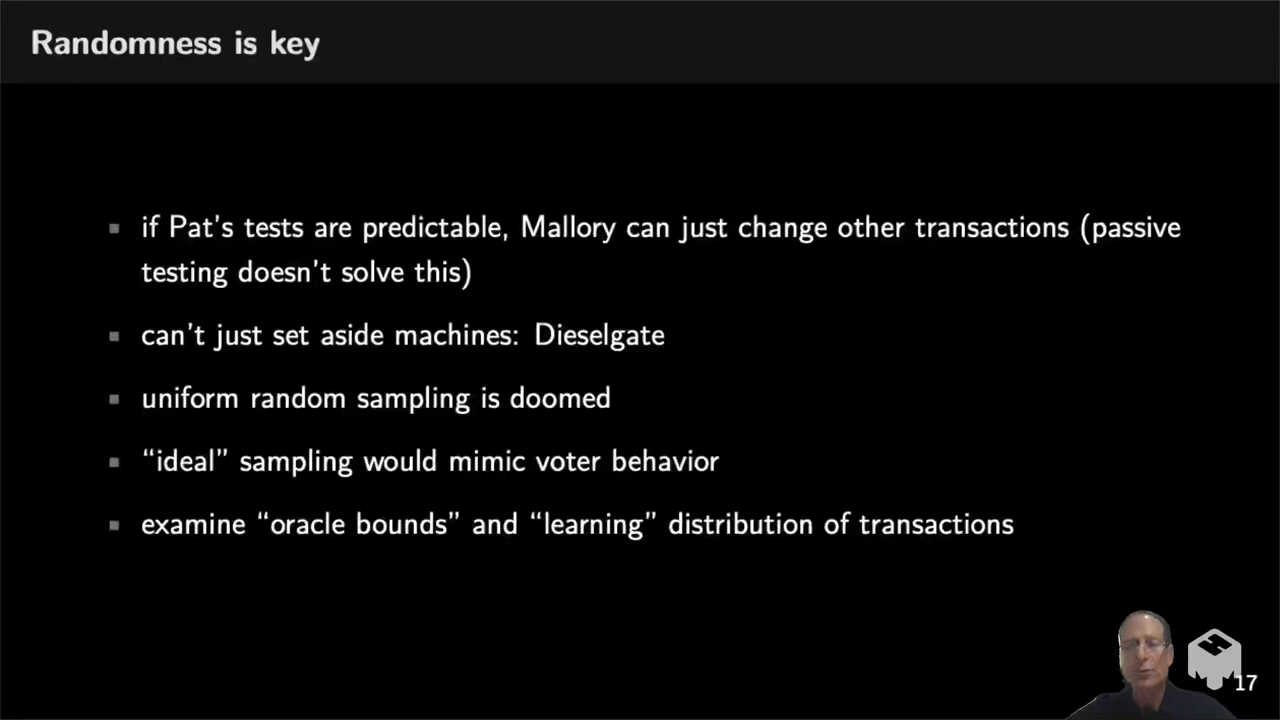 Randomness is key
if Pat's tests are predictable, Mallory can just change other transactions (passive
testing doesn't solve this)
can't just set aside machines: Dieselgate
uniform random sampling is doomed
“ideal” sampling would mimic voter behavior
examine “oracle bounds” and “learning” distribution of transactions
17